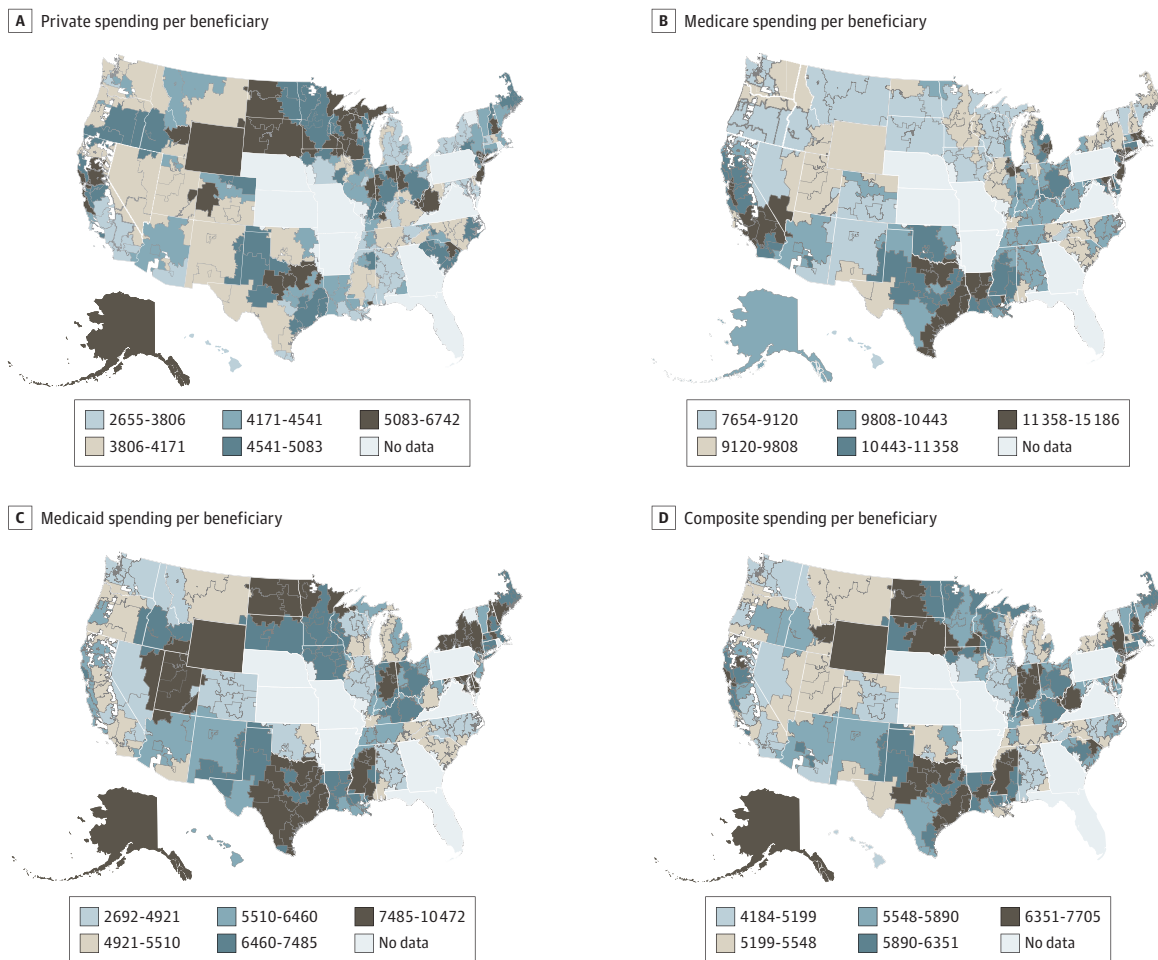 A Private spending per beneficiary
2655-3806
4171-4541
5083-6742
3806-4171
4541-5083
No data
B Medicare spending per beneficiary
7654-9120
9808-10 443
11 358-15 186
9120-9808
10 443-11 358
No data
C Medicaid spending per beneficiary
2692-4921
5510-6460
7485-10 472
4921-5510
6460-7485
No data
D Composite spending per beneficiary
4184-5199
5548-5890
6351-7705
5199-5548
5890-6351
No data